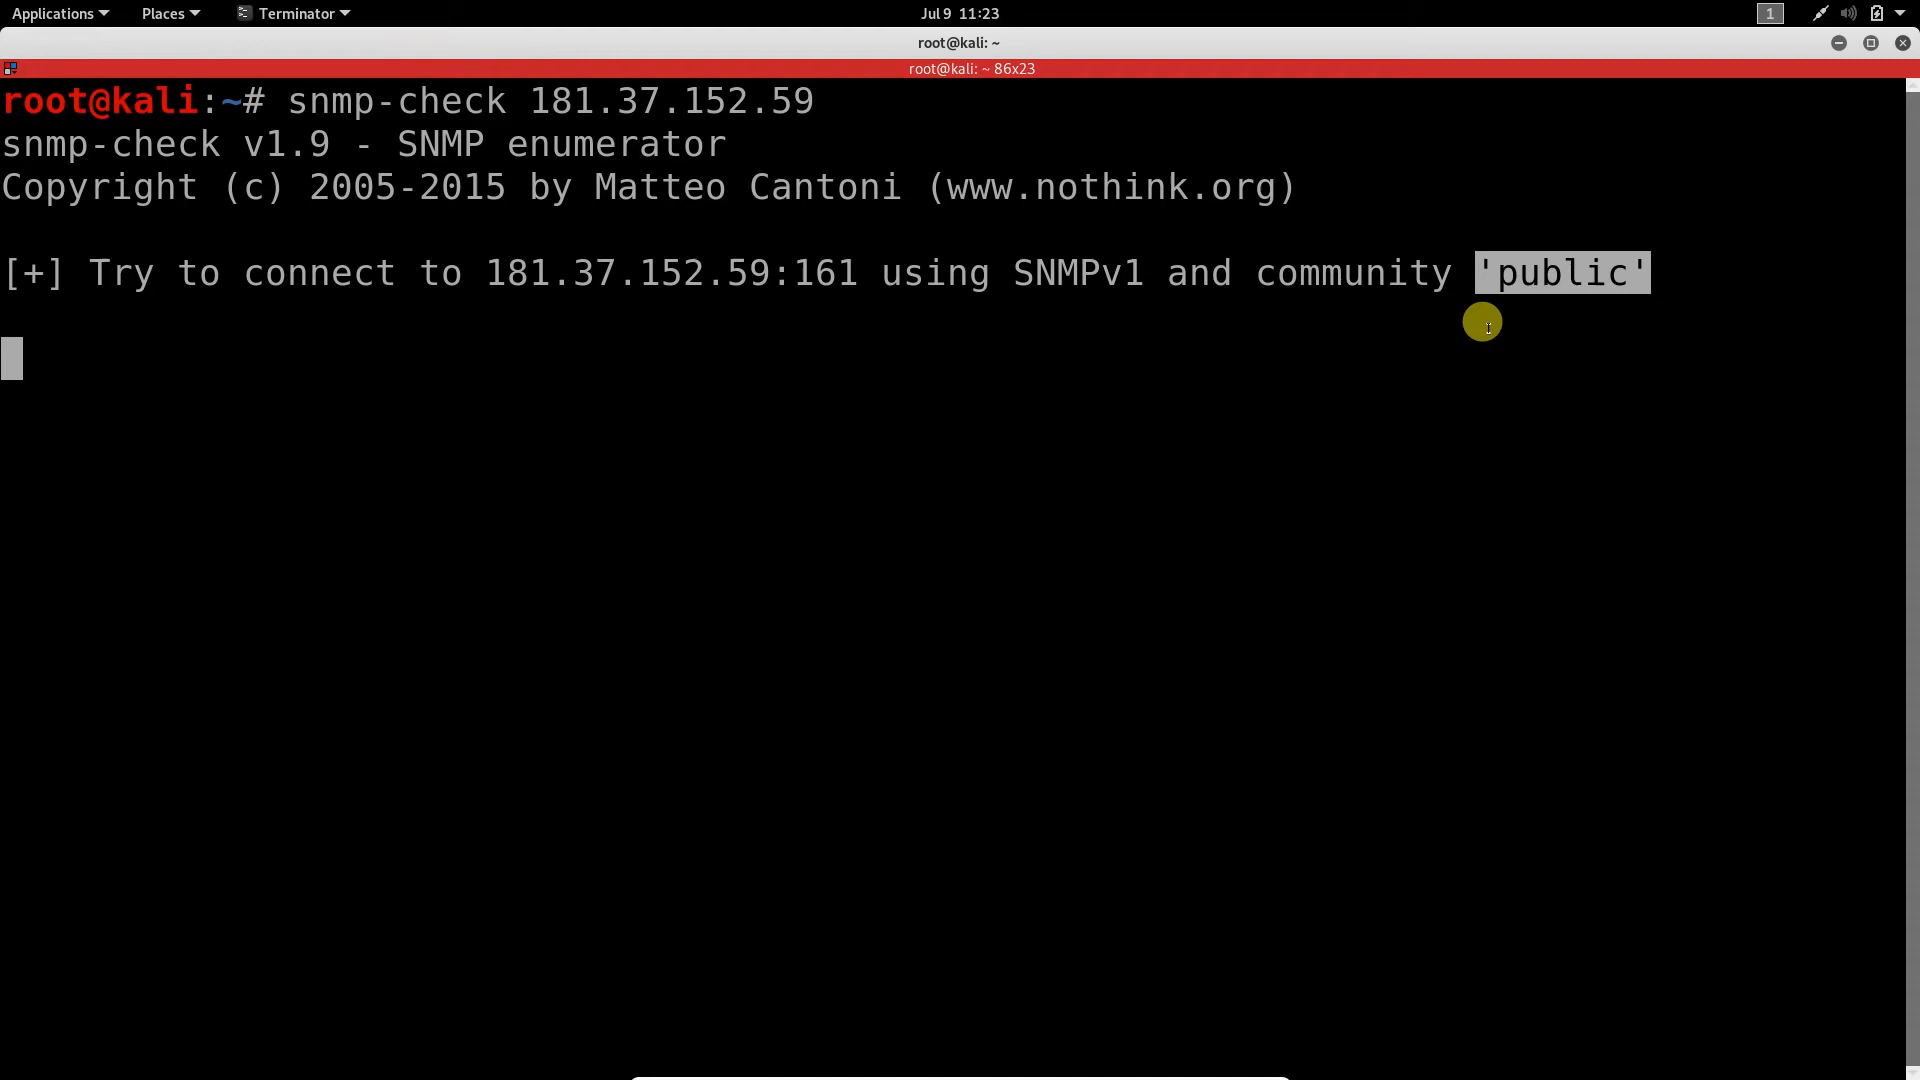 Applications Places Terminator Jul 9 11:23 1
root@kali: ~
root@kali: ~ 86x23
root@kali:~# snmp-check 181.37.152.59
snmp-check v1.9 - SNMP enumerator
Copyright (c) 2005-2015 by Matteo Cantoni (www.nothink.org)
[+] Try to connect to 181.37.152.59:161 using SNMPv1 and community 'public'